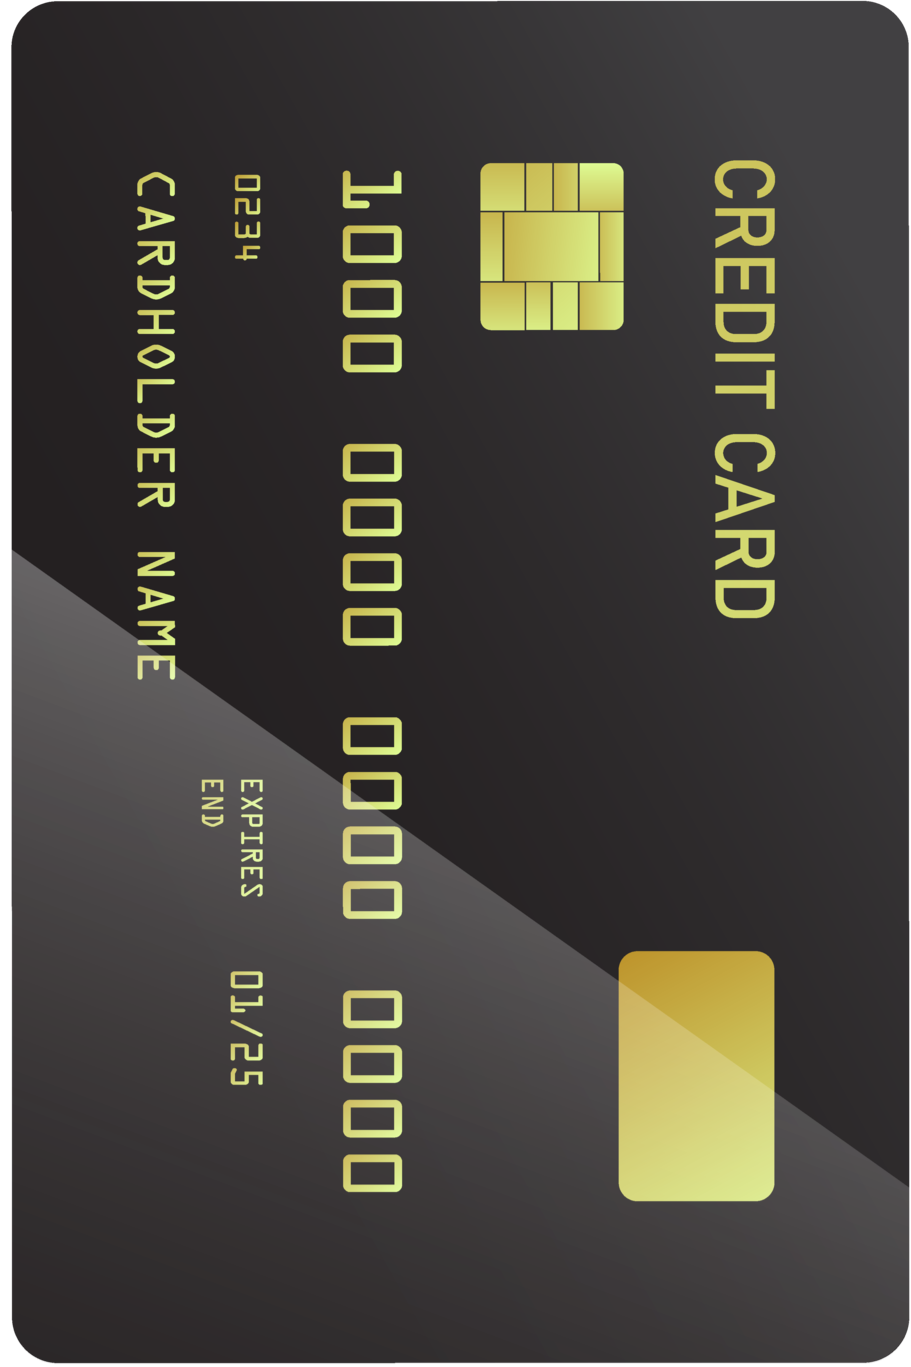 CREDIT CARD
1000 0000 0000 0000
0234
EXPIRES
END
01/25
CARDHOLDER NAME